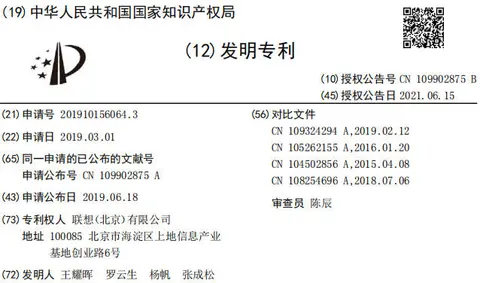 (19)中华人民共和国国家知识产权局
(12)发明专利
(10)授权公告号 CN 109902875 B
(45)授权公告日 2021.06.15
(21)申请号 201910156064.3
(22)申请日 2019.03.01
(65)同一申请的已公布的文献号
申请公布号 CN 109902875 A
(43)申请公布日 2019.06.18
(73)专利权人 联想(北京)有限公司
地址 100085 北京市海淀区上地信息产业
基地创业路6号
(72)发明人 王耀晖 罗云生 杨帆 张成松
(56)对比文件
CN 109324294 A,2019.02.12
CN 105262155 A,2016.01.20
CN 104502856 A,2015.04.08
CN 108254696 A,2018.07.06
审查员 陈辰